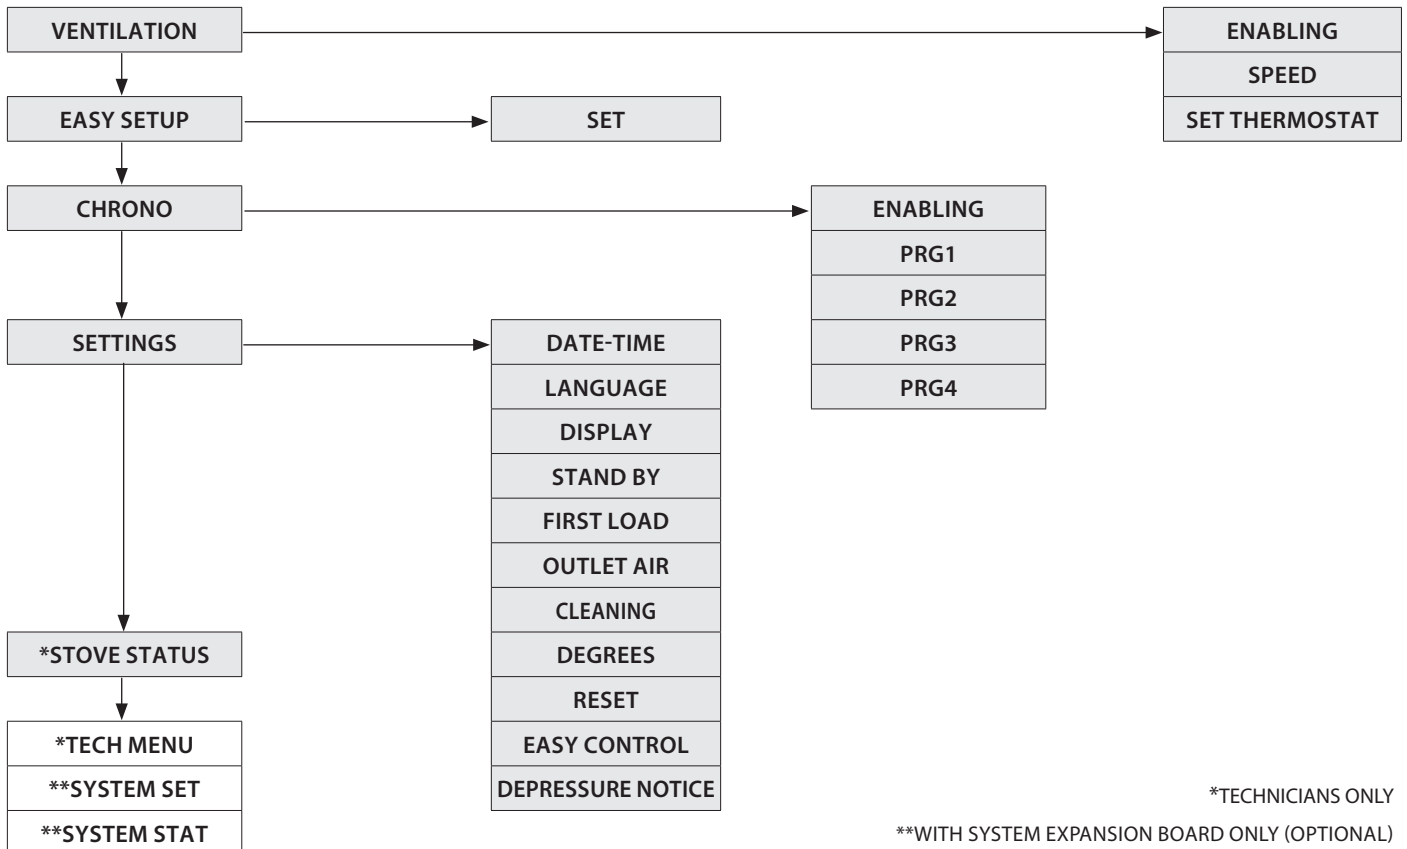 VENTILATION
ENABLING
SPEED
SET THERMOSTAT
EASY SETUP
SET
CHRONO
ENABLING
PRG1
PRG2
PRG3
PRG4
SETTINGS
DATE-TIME
LANGUAGE
DISPLAY
STAND BY
FIRST LOAD
OUTLET AIR
CLEANING
DEGREES
RESET
EASY CONTROL
DEPRESSURE NOTICE
*STOVE STATUS
*TECH MENU
**SYSTEM SET
**SYSTEM STAT
*TECHNICIANS ONLY
**WITH SYSTEM EXPANSION BOARD ONLY (OPTIONAL)